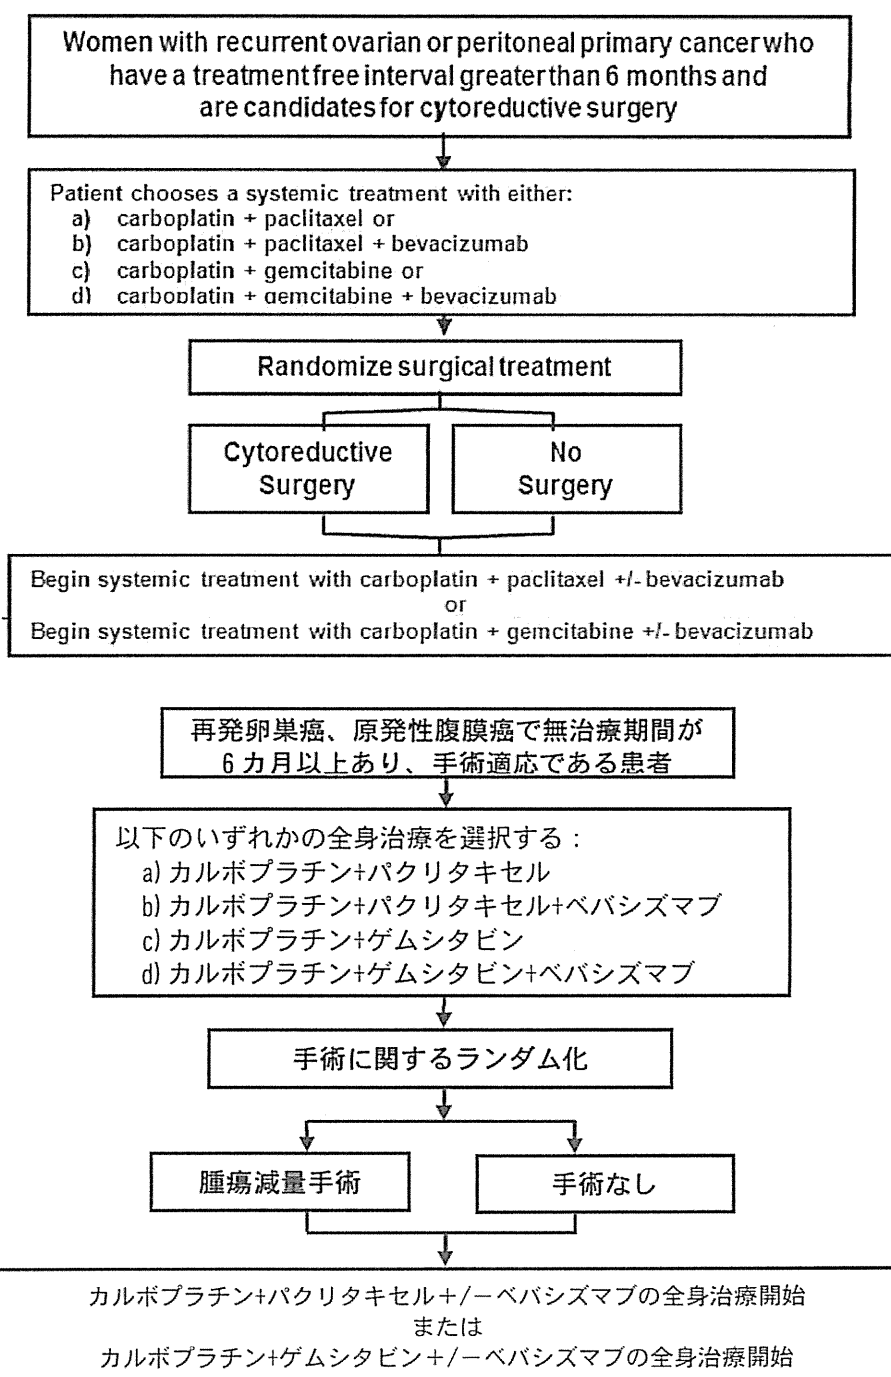 Women with recurrent ovarian or peritoneal primary cancer who
have a treatment free interval greater than 6 months and
are candidates for cytoreductive surgery
Patient chooses a systemic treatment with either:
a) carboplatin + paclitaxel or
b) carboplatin + paclitaxel + bevacizumab
c) carboplatin + gemcitabine or
d) carboplatin + gemcitabine + bevacizumab
Randomize surgical treatment
Cytoreductive
Surgery
No
Surgery
Begin systemic treatment with carboplatin + paclitaxel +/- bevacizumab
or
Begin systemic treatment with carboplatin + gemcitabine +/- bevacizumab
再発卵巣癌、原発性腹膜癌で無治療期間が
6カ月以上あり、手術適応である患者
以下のいずれかの全身治療を選択する：
a) カルボプラチン+パクリタキセル
b) カルボプラチン+パクリタキセル+ベバシズマブ
c) カルボプラチン+ゲムシタビン
d) カルボプラチン+ゲムシタビン+ベバシズマブ
手術に関するランダム化
腫瘍減量手術
手術なし
カルボプラチン+パクリタキセル＋/－ベバシズマブの全身治療開始
または
カルボプラチン+ゲムシタビン＋/－ベバシズマブの全身治療開始